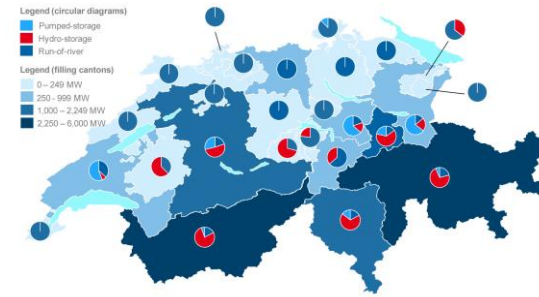 Legend (circular diagrams)
Pumped-storage
Hydro-storage
Run-of-river
Legend (filling cantons)
0 – 249 MW
250 - 999 MW
1,000 – 2,249 MW
2,250 – 6.000 MW